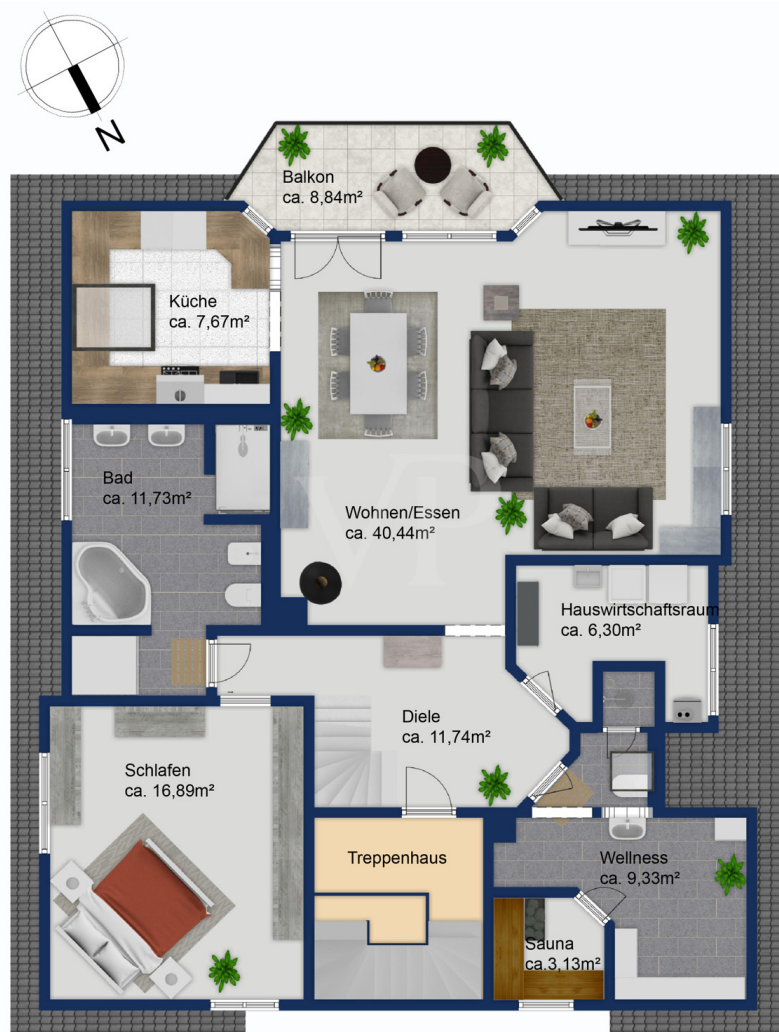 N
Balkon
ca. 8,84m²
Küche
ca. 7,67m²
Bad
ca. 11,73m²
Wohnen/Essen
ca. 40,44m²
VP
Hauswirtschaftsraum
ca. 6,30m²
Diele
ca. 11,74m²
Schlafen
ca. 16,89m²
Treppenhaus
Wellness
ca. 9,33m²
Sauna
ca.3,13m²